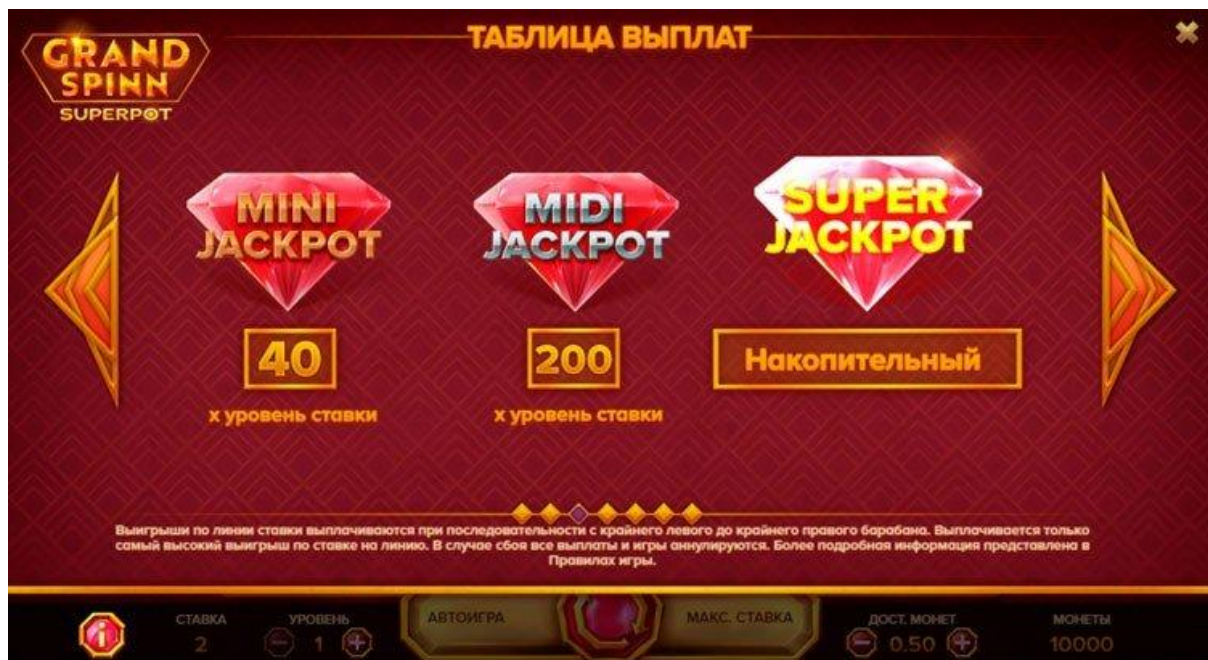 GRAND
SPINN
SUPERPOT
ТАБЛИЦА ВЫПЛАТ
MINI
JACKPOT
MIDI
JACKPOT
SUPER
JACKPOT
40
200
Накопительный
x уровень ставки
x уровень ставки
Выигрыши по линии ставки выплачиваются при последовательности с крайнего левого до крайнего правого барабана. Выплачивается только
самый высокий выигрыш по ставке на линию. В случае сбоя все выплаты и игры аннулируются. Более подробная информация представлена в
Правилах игры.
СТАВКА
2
УРОВЕНЬ
1
АВТОИГРА
МАКС. СТАВКА
ДОСТ. МОНЕТ
0.50
МОНЕТЫ
10000